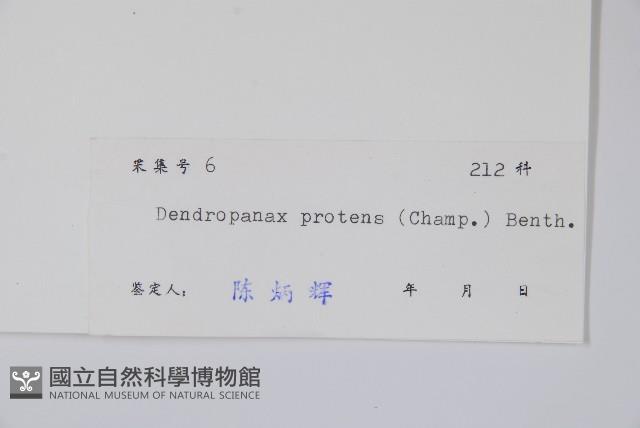 采集号 6 212 科
Dendropanax protens (Champ.) Benth.
鉴定人: 陈炳辉 年 月 日
國立自然科學博物館
NATIONAL MUSEUM OF NATURAL SCIENCE